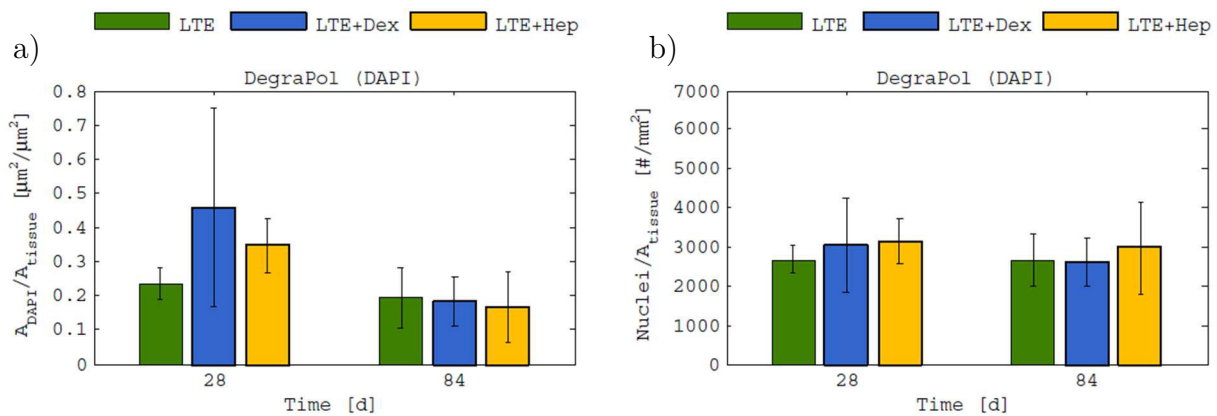 LTE LTE+Dex LTE+Hep
a)
DegraPol (DAPI)
A_DAPI/A_tissue [µm²/µm²]
0.8
0.7
0.6
0.5
0.4
0.3
0.2
0.1
0
28 84
Time [d]
LTE LTE+Dex LTE+Hep
b)
DegraPol (DAPI)
Nuclei/A_tissue [#/mm²]
7000
6000
5000
4000
3000
2000
1000
0
28 84
Time [d]